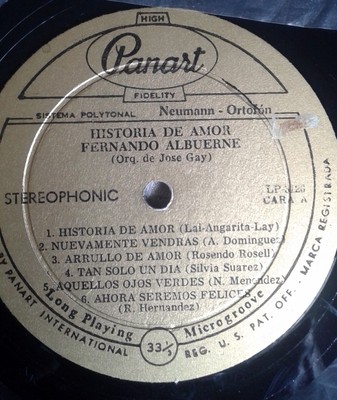 HIGH
Panart
FIDELITY
SISTEMA POLYTONAL Neumann - Ortofón
HISTORIA DE AMOR
FERNANDO ALBUERNE
(Orq. de Jose Gay)
STEREOPHONIC
CARA A
1. HISTORIA DE AMOR (Lai-Angarita-Lay)
2. NUEVAMENTE VENDRAS (A. Domingues)
3. ARRULLO DE AMOR (Rosendo Rosell)
4. TAN SOLO UN DIA (Silvia Suarez)
5. AQUELLOS OJOS VERDES (N. Menendez)
6. AHORA SEREMOS FELICES
(R. Hernandez)
Long Playing 33⅓ Microgroove
BY PANART INTERNATIONAL REG. U. S. PAT. OFF. - MARCA REGISTRADA